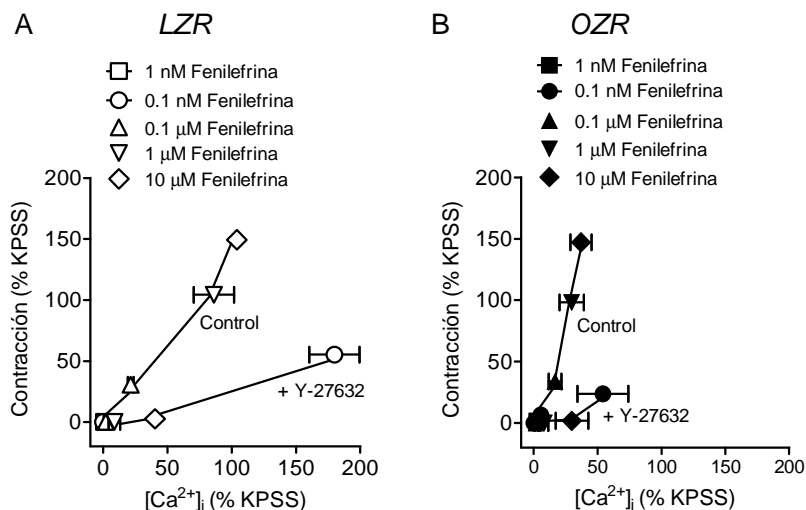 A
LZR
1 nM Fenilefrina
0.1 nM Fenilefrina
0.1 µM Fenilefrina
1 µM Fenilefrina
10 µM Fenilefrina
200
150
100
50
0
Contracción (% KPSS)
Control
+ Y-27632
0
100
200
[Ca²⁺]ᵢ (% KPSS)
B
OZR
1 nM Fenilefrina
0.1 nM Fenilefrina
0.1 µM Fenilefrina
1 µM Fenilefrina
10 µM Fenilefrina
200
150
100
50
0
Contracción (% KPSS)
Control
+ Y-27632
0
50
100
150
200
[Ca²⁺]ᵢ (% KPSS)